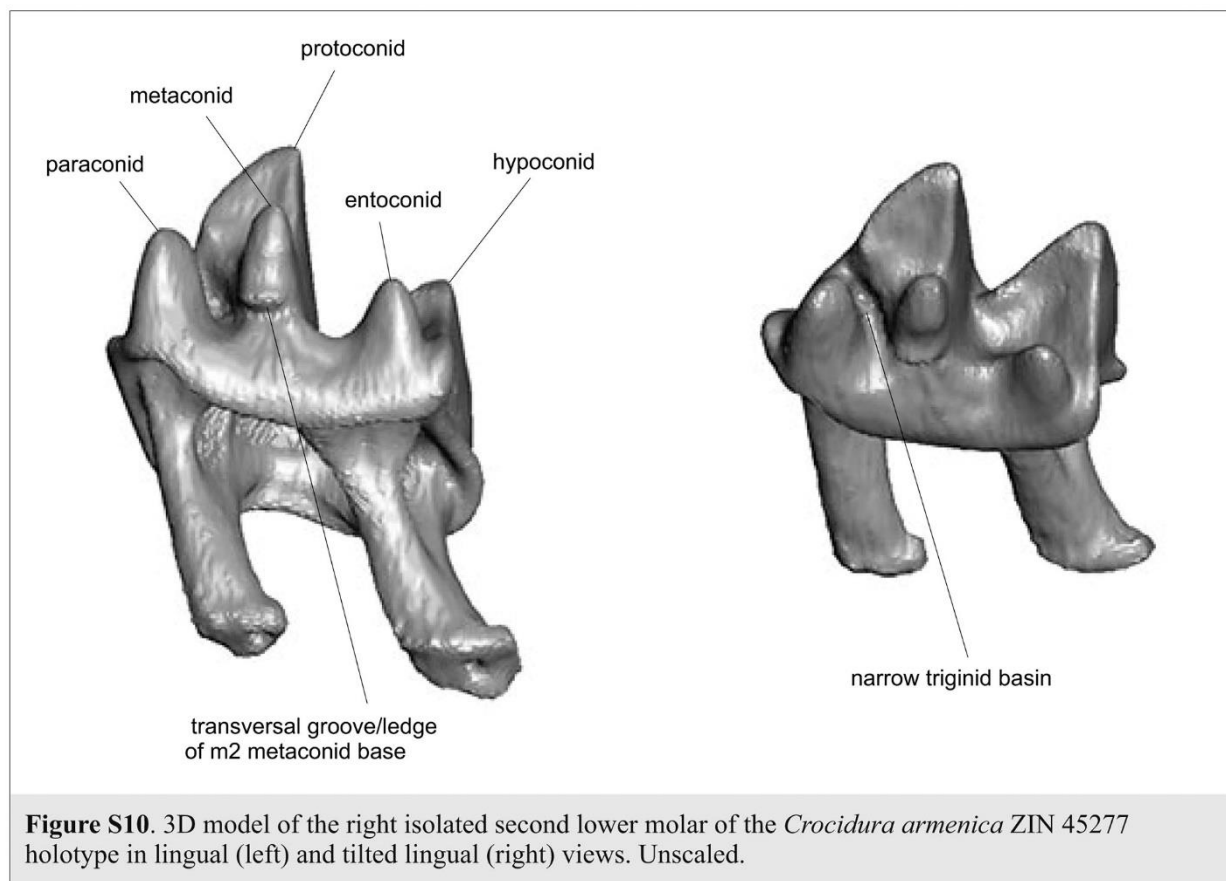 protoconid
metaconid
paraconid
hypoconid
entoconid
narrow triginid basin
transversal groove/ledge
of m2 metaconid base
Figure S10. 3D model of the right isolated second lower molar of the Crocidura armenica ZIN 45277
holotype in lingual (left) and tilted lingual (right) views. Unscaled.